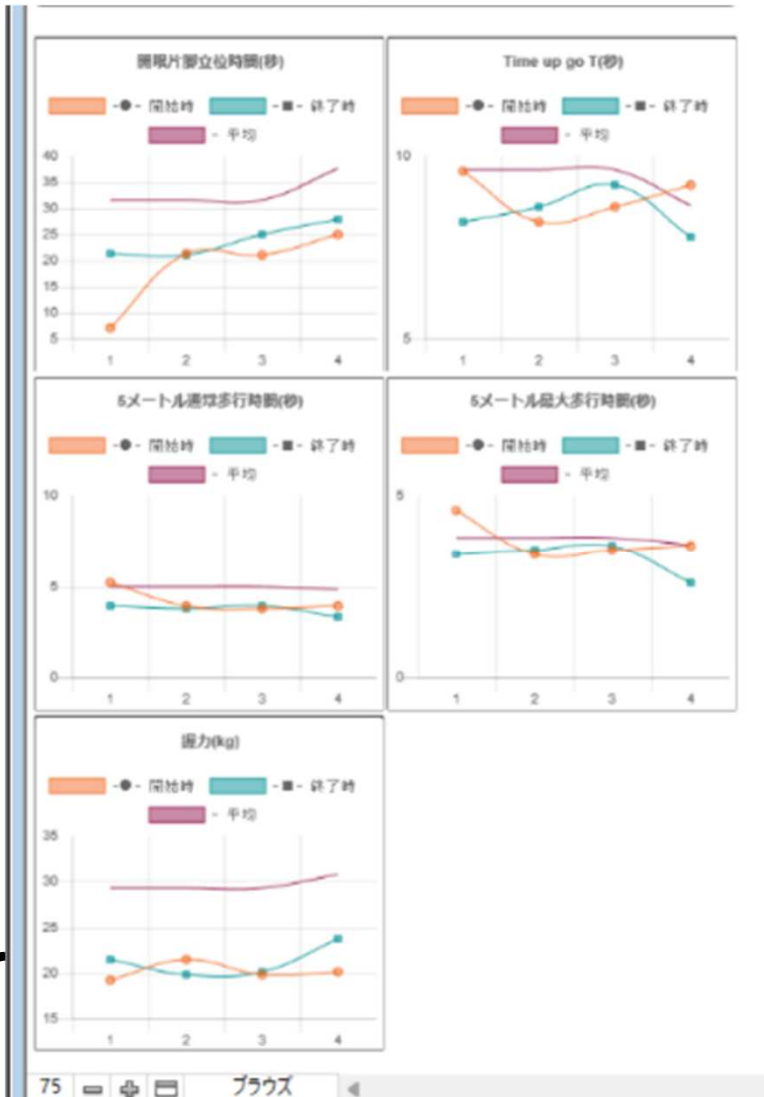 開眼片脚立位時間(秒)
-●- 開始時 -■- 終了時
- 平均
40
35
30
25
20
15
10
5
1 2 3 4
Time up go T(秒)
-●- 開始時 -■- 終了時
- 平均
10
5
1 2 3 4
5メートル通常歩行時間(秒)
-●- 開始時 -■- 終了時
- 平均
10
5
0
1 2 3 4
5メートル最大歩行時間(秒)
-●- 開始時 -■- 終了時
- 平均
5
0
1 2 3 4
握力(kg)
-●- 開始時 -■- 終了時
- 平均
35
30
25
20
15
1 2 3 4
75 ブラウズ